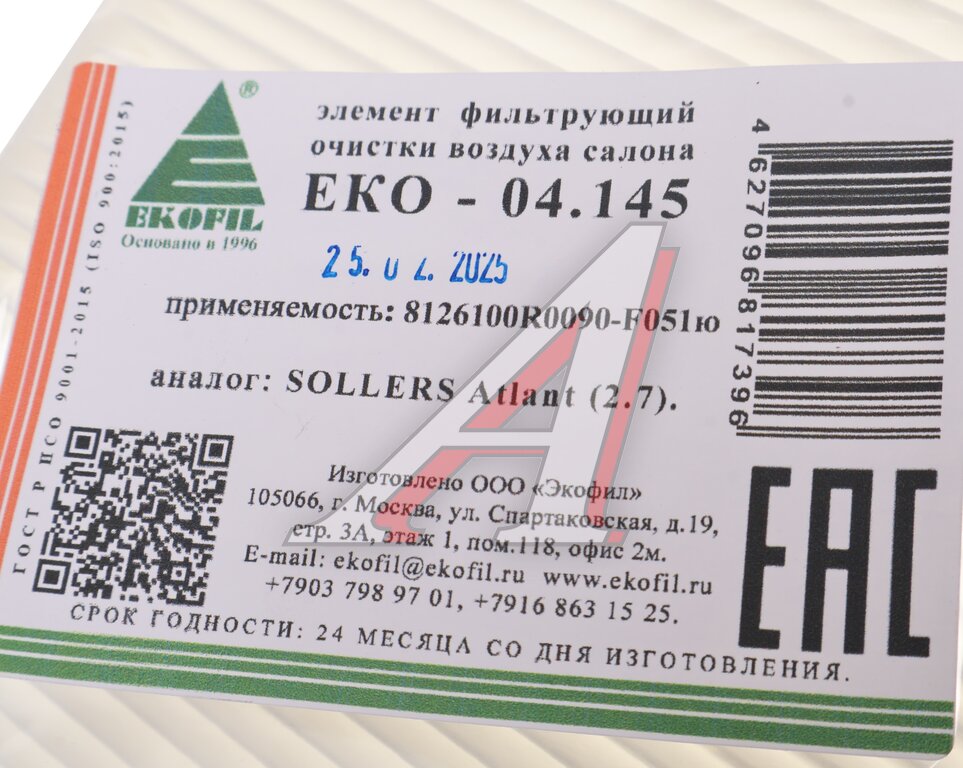 ®
EKOFIL
Основано в 1996
элемент фильтрующий
очистки воздуха салона
ЕКО - 04.145
25. 02. 2025
применяемость: 8126100R0090-F051ю
аналог: SOLLERS Atlant (2.7).
Изготовлено ООО «Экофил»
105066, г. Москва, ул. Спартаковская, д.19,
стр. 3А, этаж 1, пом.118, офис 2м.
E-mail: ekofil@ekofil.ru www.ekofil.ru
+7903 798 97 01, +7916 863 15 25.
СРОК ГОДНОСТИ: 24 МЕСЯЦА СО ДНЯ ИЗГОТОВЛЕНИЯ.
ГОСТ Р ИСО 9001-2015 (ISO 900:2015)
4 627096 817396
ЕАС